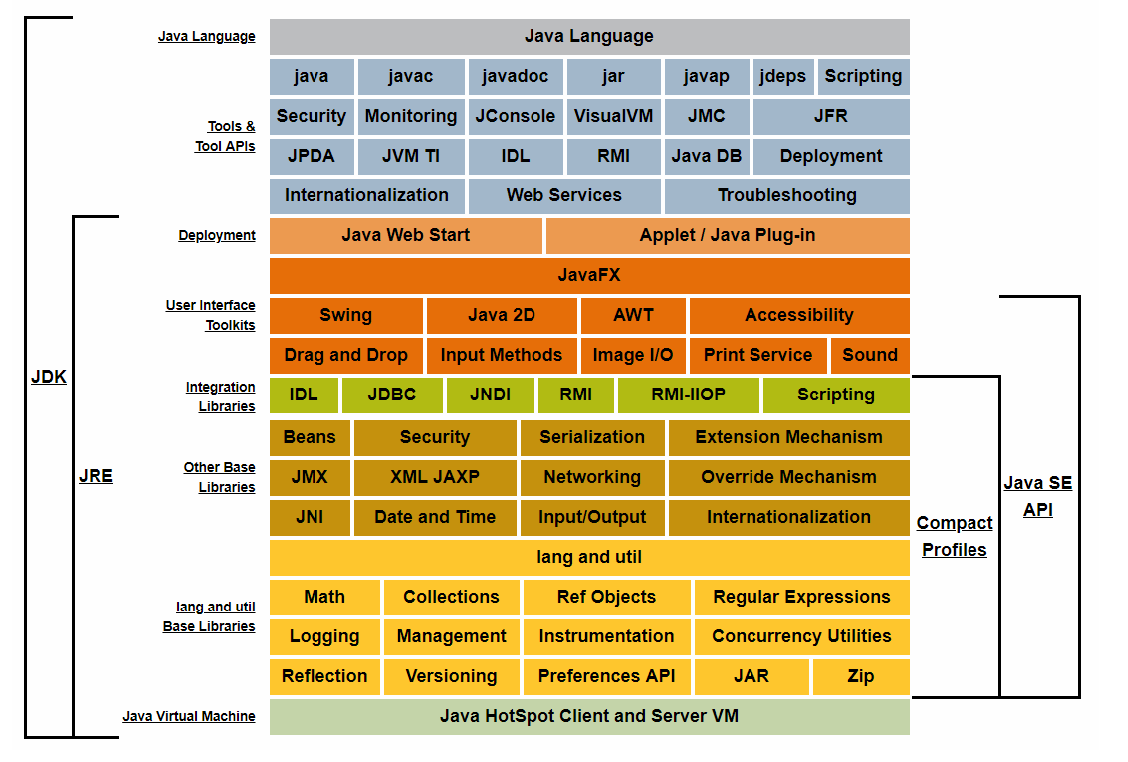 Java Language
Java Language
java javac javadoc jar javap jdeps Scripting
Tools &
Tool APIs
Security Monitoring JConsole VisualVM JMC JFR
JPDA JVM TI IDL RMI Java DB Deployment
Internationalization Web Services Troubleshooting
Deployment
Java Web Start Applet / Java Plug-in
JavaFX
User Interface
Toolkits
Swing Java 2D AWT Accessibility
Drag and Drop Input Methods Image I/O Print Service Sound
Integration
Libraries
IDL JDBC JNDI RMI RMI-IIOP Scripting
Other Base
Libraries
Beans Security Serialization Extension Mechanism
JMX XML JAXP Networking Override Mechanism
JNI Date and Time Input/Output Internationalization
lang and util
lang and util
Base Libraries
Math Collections Ref Objects Regular Expressions
Logging Management Instrumentation Concurrency Utilities
Reflection Versioning Preferences API JAR Zip
Java Virtual Machine
Java HotSpot Client and Server VM
JDK
JRE
Compact
Profiles
Java SE
API